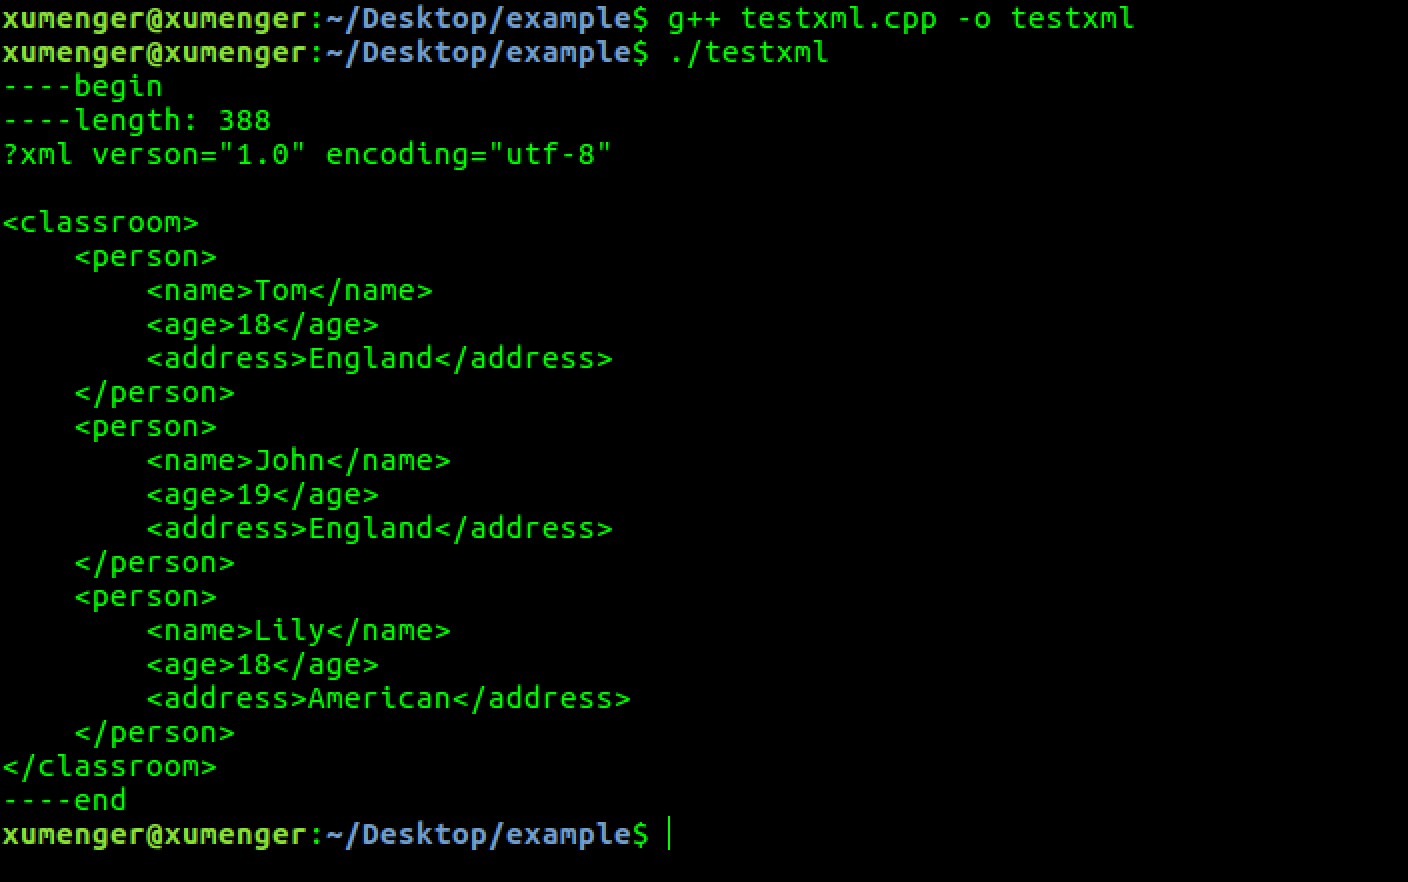 xumenger@xumenger:~/Desktop/example$ g++ testxml.cpp -o testxml
xumenger@xumenger:~/Desktop/example$ ./testxml
----begin
----length: 388
?xml verson="1.0" encoding="utf-8"
<classroom>
    <person>
        <name>Tom</name>
        <age>18</age>
        <address>England</address>
    </person>
    <person>
        <name>John</name>
        <age>19</age>
        <address>England</address>
    </person>
    <person>
        <name>Lily</name>
        <age>18</age>
        <address>American</address>
    </person>
</classroom>
----end
xumenger@xumenger:~/Desktop/example$